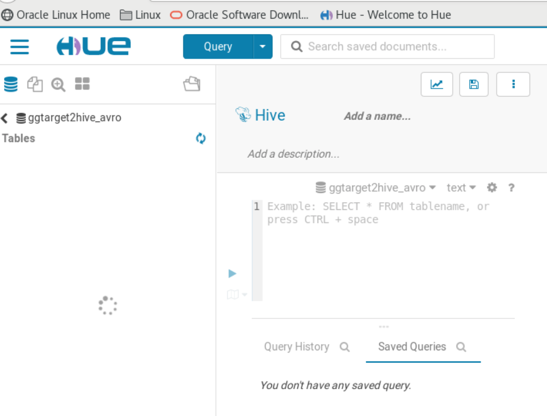 Oracle Linux Home Linux Oracle Software Downl... Hue - Welcome to Hue
HUE Query Search saved documents...
ggtarget2hive_avro
Tables
Hive Add a name...
Add a description...
ggtarget2hive_avro text ?
1 Example: SELECT * FROM tablename, or
press CTRL + space
Query History Saved Queries
You don't have any saved query.